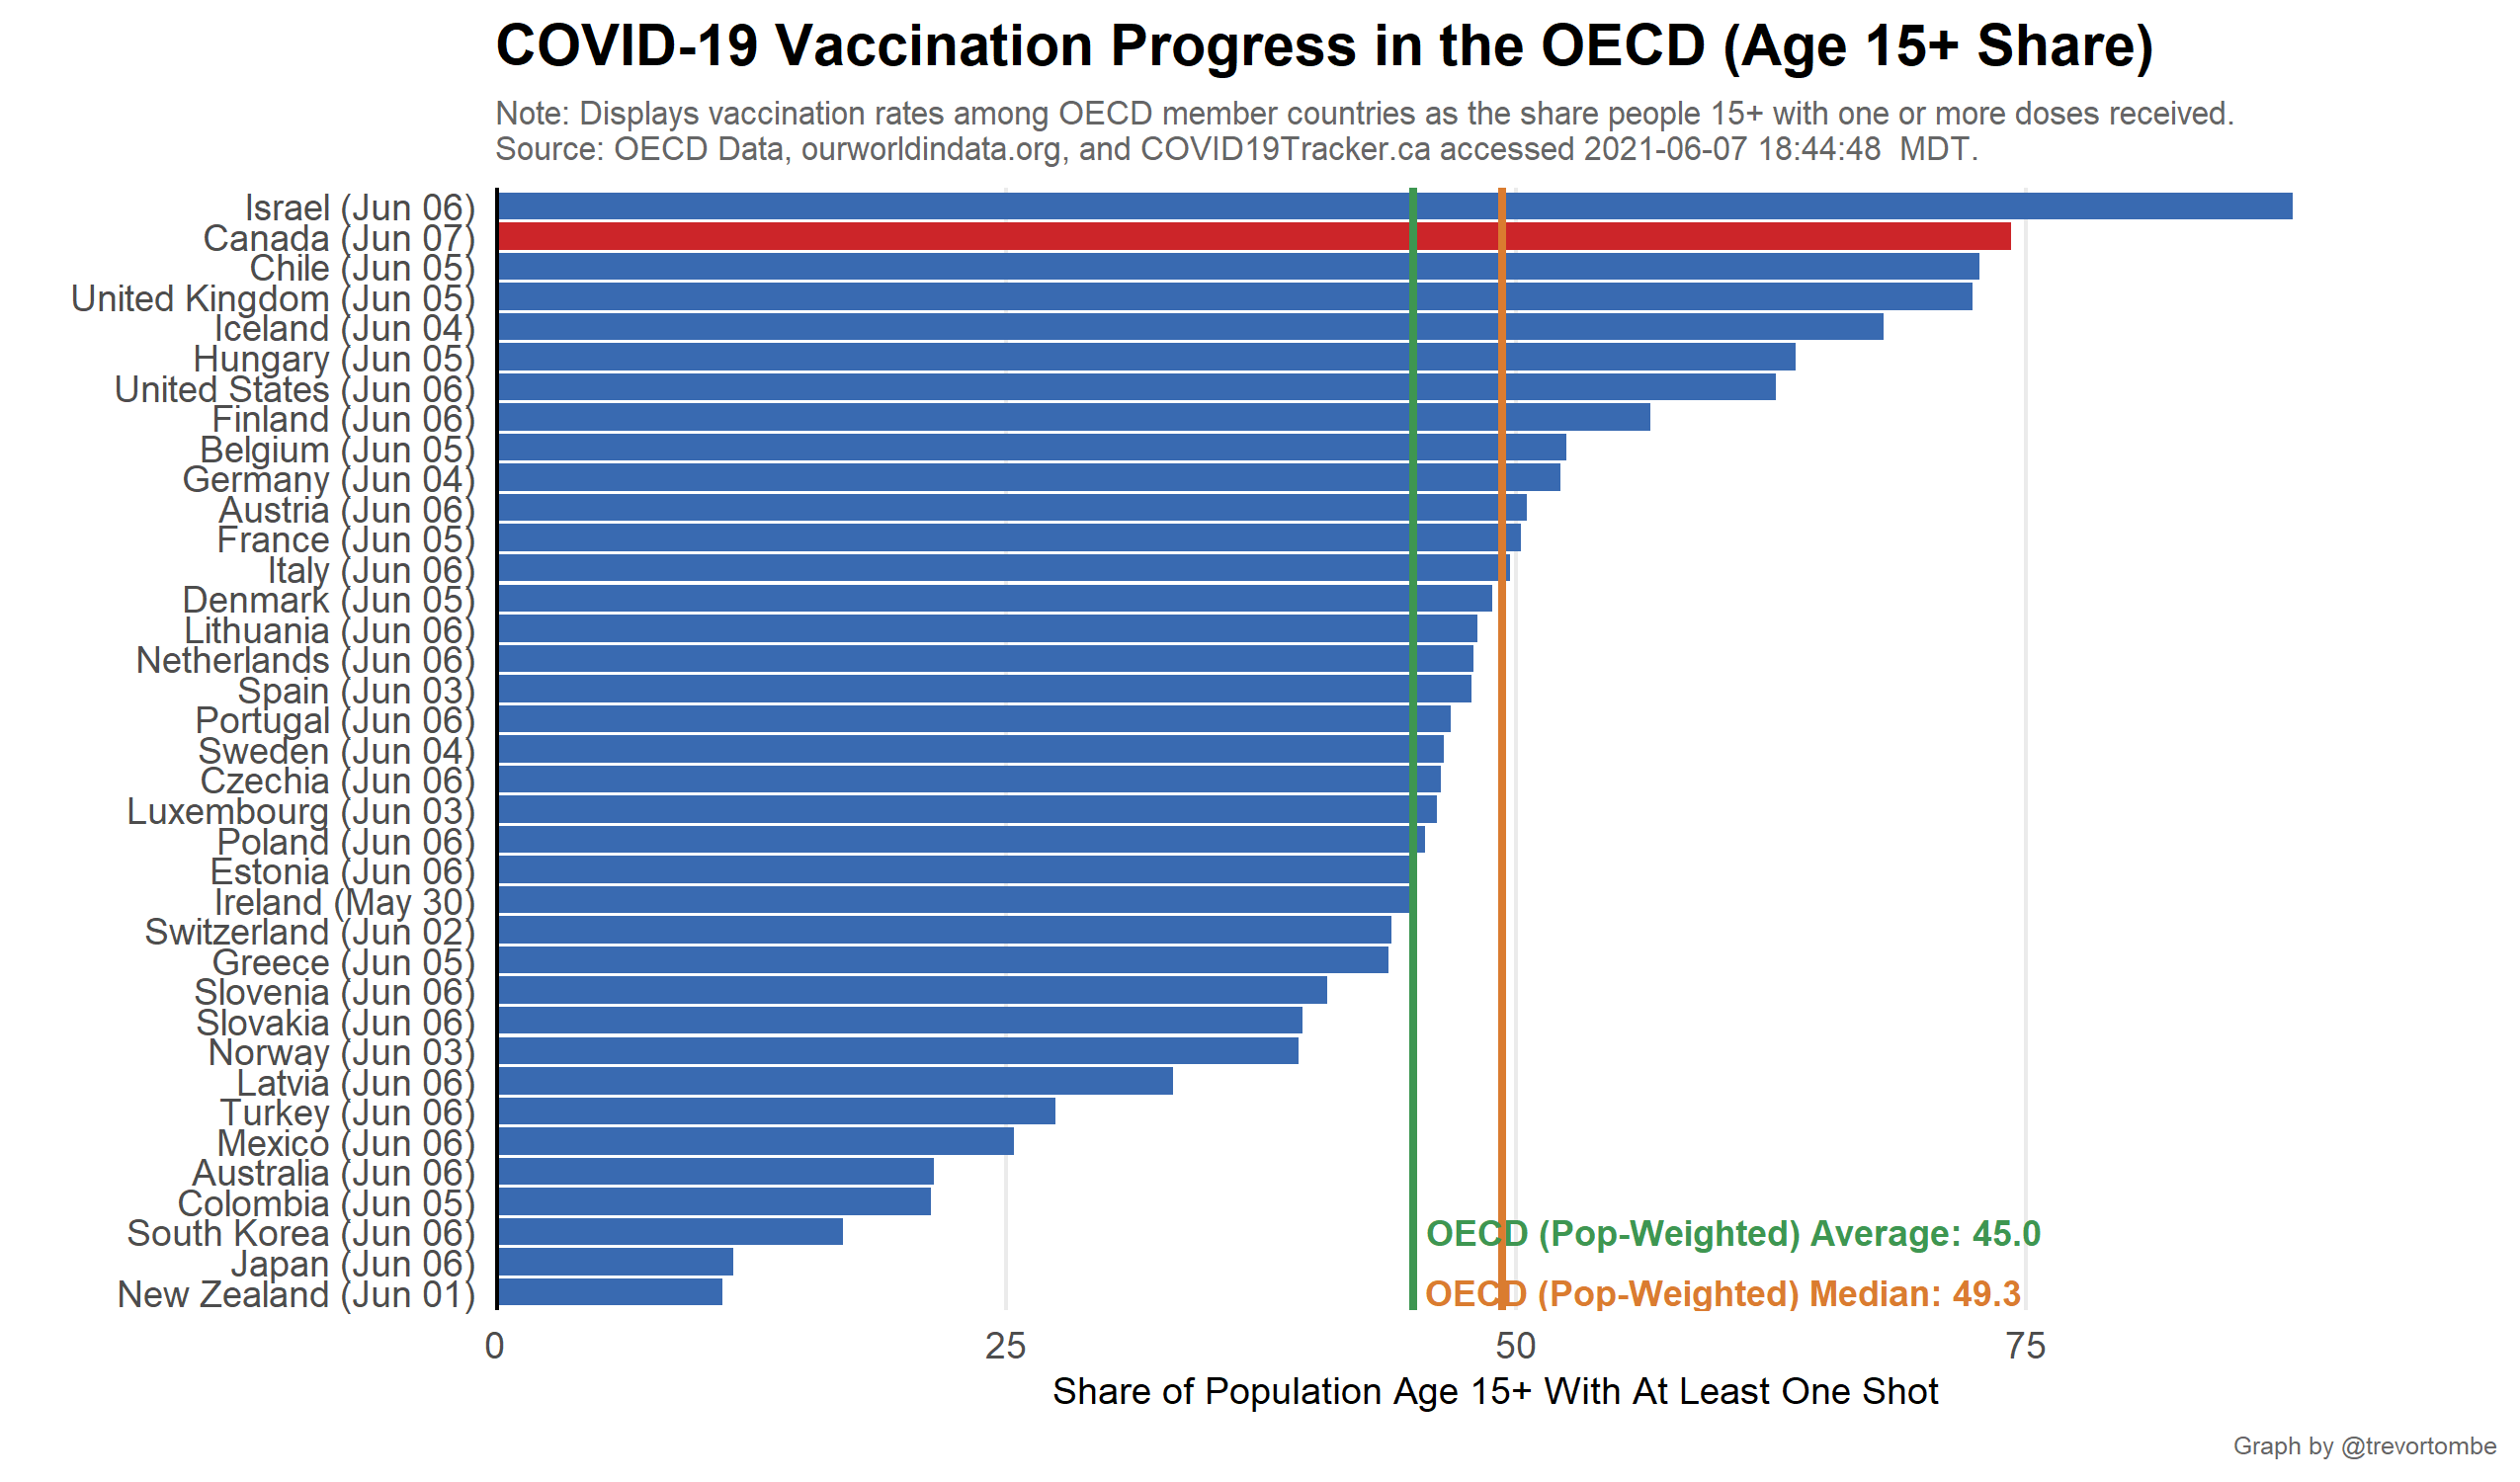 COVID-19 Vaccination Progress in the OECD (Age 15+ Share)
Note: Displays vaccination rates among OECD member countries as the share people 15+ with one or more doses received.
Source: OECD Data, ourworldindata.org, and COVID19Tracker.ca accessed 2021-06-07 18:44:48  MDT.
Israel (Jun 06)
Canada (Jun 07)
Chile (Jun 05)
United Kingdom (Jun 05)
Iceland (Jun 04)
Hungary (Jun 05)
United States (Jun 06)
Finland (Jun 06)
Belgium (Jun 05)
Germany (Jun 04)
Austria (Jun 06)
France (Jun 05)
Italy (Jun 06)
Denmark (Jun 05)
Lithuania (Jun 06)
Netherlands (Jun 06)
Spain (Jun 03)
Portugal (Jun 06)
Sweden (Jun 04)
Czechia (Jun 06)
Luxembourg (Jun 03)
Poland (Jun 06)
Estonia (Jun 06)
Ireland (May 30)
Switzerland (Jun 02)
Greece (Jun 05)
Slovenia (Jun 06)
Slovakia (Jun 06)
Norway (Jun 03)
Latvia (Jun 06)
Turkey (Jun 06)
Mexico (Jun 06)
Australia (Jun 06)
Colombia (Jun 05)
South Korea (Jun 06)
Japan (Jun 06)
New Zealand (Jun 01)
OECD (Pop-Weighted) Average: 45.0
OECD (Pop-Weighted) Median: 49.3
0 25 50 75
Share of Population Age 15+ With At Least One Shot
Graph by @trevortombe